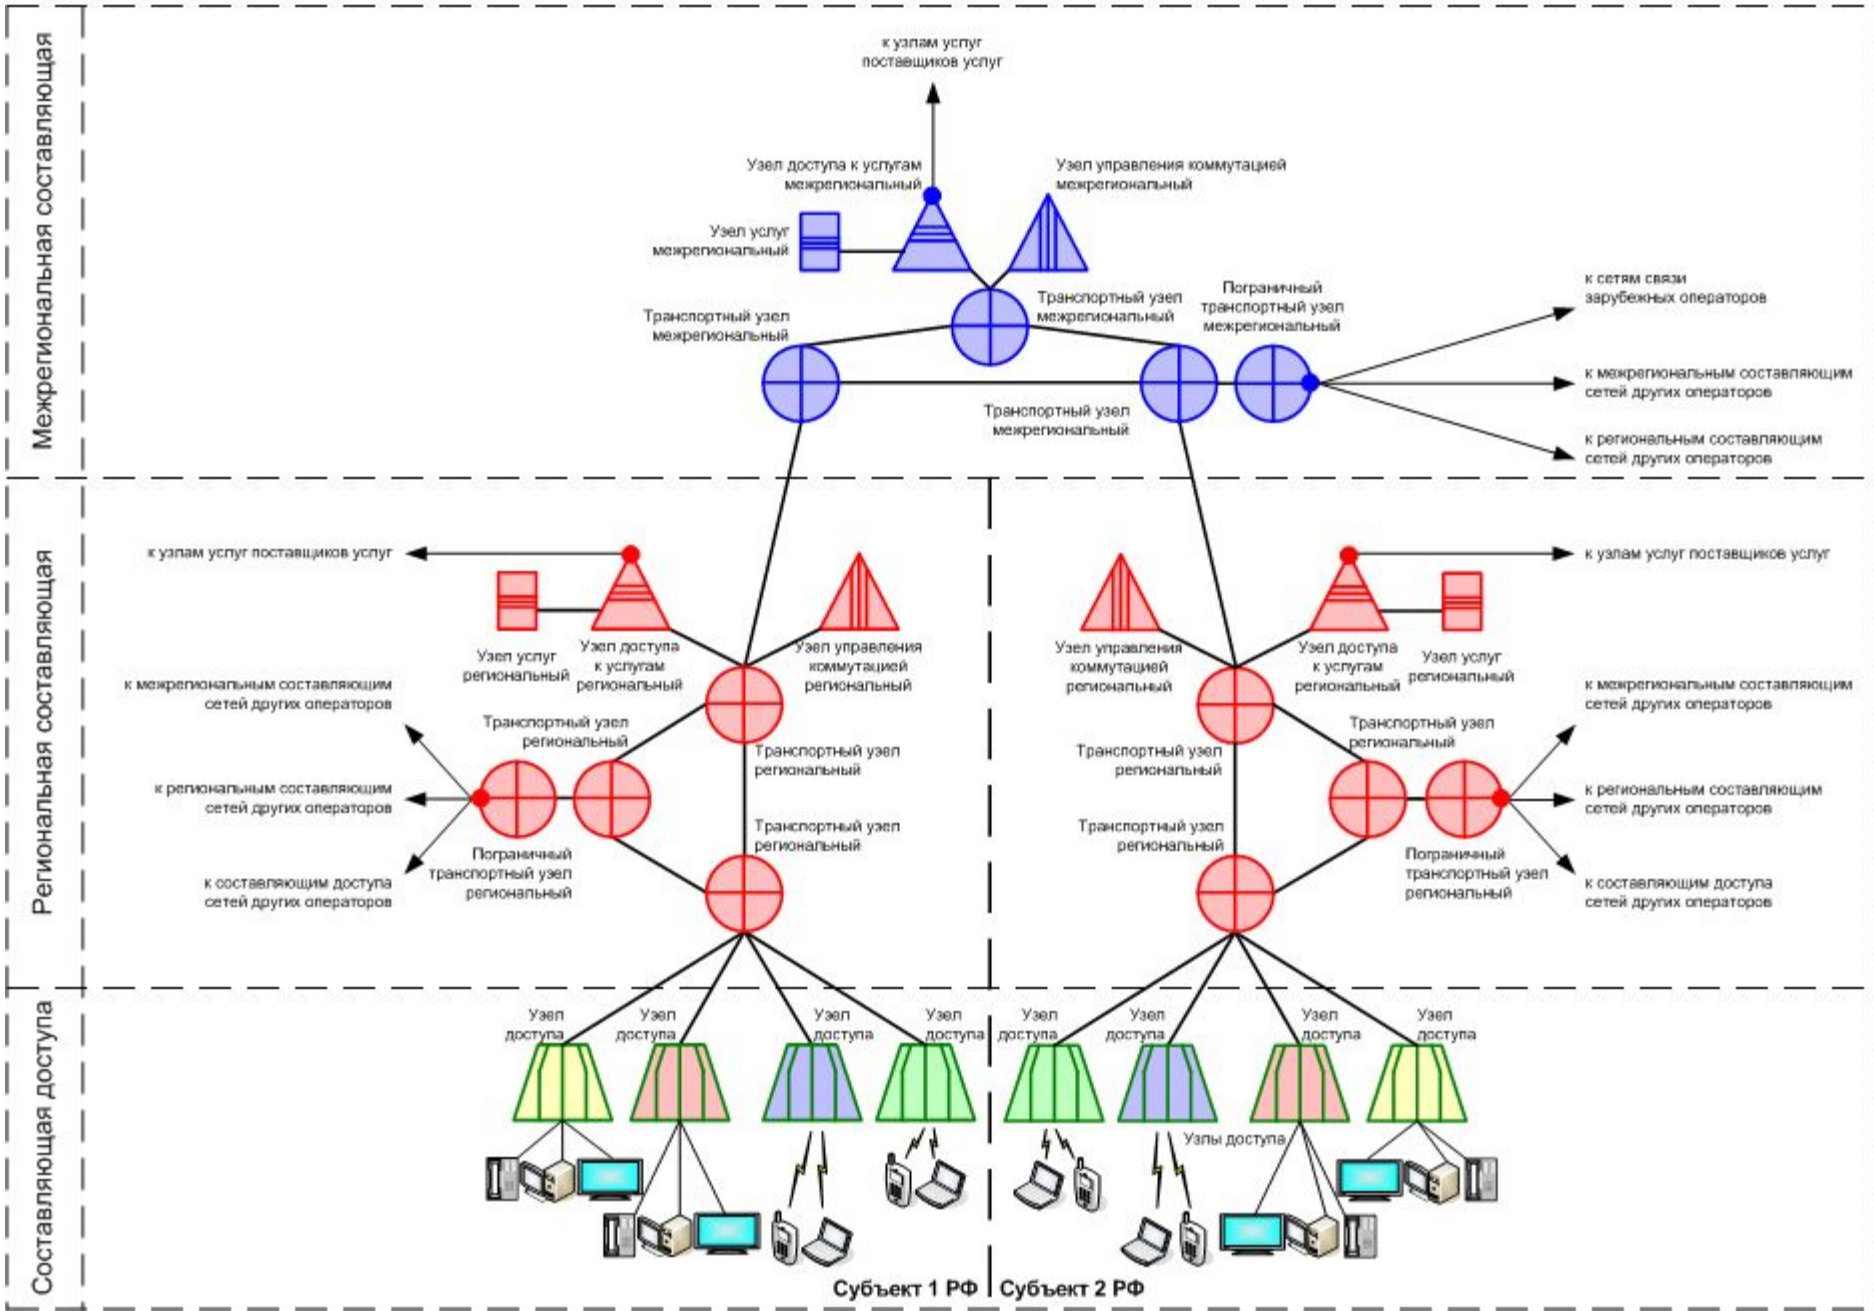 Межрегиональная составляющая
к узлам услуг
поставщиков услуг
Узел доступа к услугам
межрегиональный
Узел управления коммутацией
межрегиональный
Узел услуг
межрегиональный
Транспортный узел
межрегиональный
Транспортный узел
межрегиональный
Пограничный
транспортный узел
межрегиональный
Транспортный узел
межрегиональный
к сетям связи
зарубежных операторов
к межрегиональным составляющим
сетей других операторов
к региональным составляющим
сетей других операторов
Региональная составляющая
к узлам услуг поставщиков услуг
Узел услуг
региональный
Узел доступа
к услугам
региональный
Узел управления
коммутацией
региональный
к межрегиональным составляющим
сетей других операторов
Транспортный узел
региональный
Транспортный узел
региональный
к региональным составляющим
сетей других операторов
Транспортный узел
региональный
Пограничный
транспортный узел
региональный
к составляющим доступа
сетей других операторов
к узлам услуг поставщиков услуг
Узел управления
коммутацией
региональный
Узел доступа
к услугам
региональный
Узел услуг
региональный
к межрегиональным составляющим
сетей других операторов
Транспортный узел
региональный
Транспортный узел
региональный
к региональным составляющим
сетей других операторов
Транспортный узел
региональный
Пограничный
транспортный узел
региональный
к составляющим доступа
сетей других операторов
Составляющая доступа
Узел
доступа
Узел
доступа
Узел
доступа
Узел
доступа
Узел
доступа
Узел
доступа
Узел
доступа
Узел
доступа
Узлы доступа
Субъект 1 РФ
Субъект 2 РФ